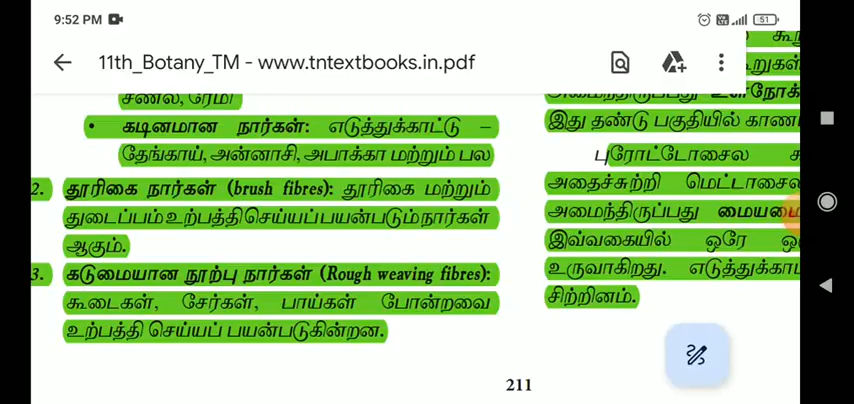 9:52 PM
51
11th_Botany_TM - www.tntextbooks.in.pdf
சணல், ரேமி
• கடினமான நார்கள்: எடுத்துக்காட்டு –
தேங்காய், அன்னாசி, அபாக்கா மற்றும் பல
2. தூரிகை நார்கள் (brush fibres): தூரிகை மற்றும்
துடைப்பம் உற்பத்தி செய்யப் பயன்படும் நார்கள்
ஆகும்.
3. கடுமையான நூற்பு நார்கள் (Rough weaving fibres):
கூடைகள், சேர்கள், பாய்கள் போன்றவை
உற்பத்தி செய்யப் பயன்படுகின்றன.
இது தண்டு பகுதியில்
அதைச்சுற்றி
அமைந்திருப்பது
இவ்வகையில் ஒரே
உருவாகிறது.
சிற்றினம்.
211